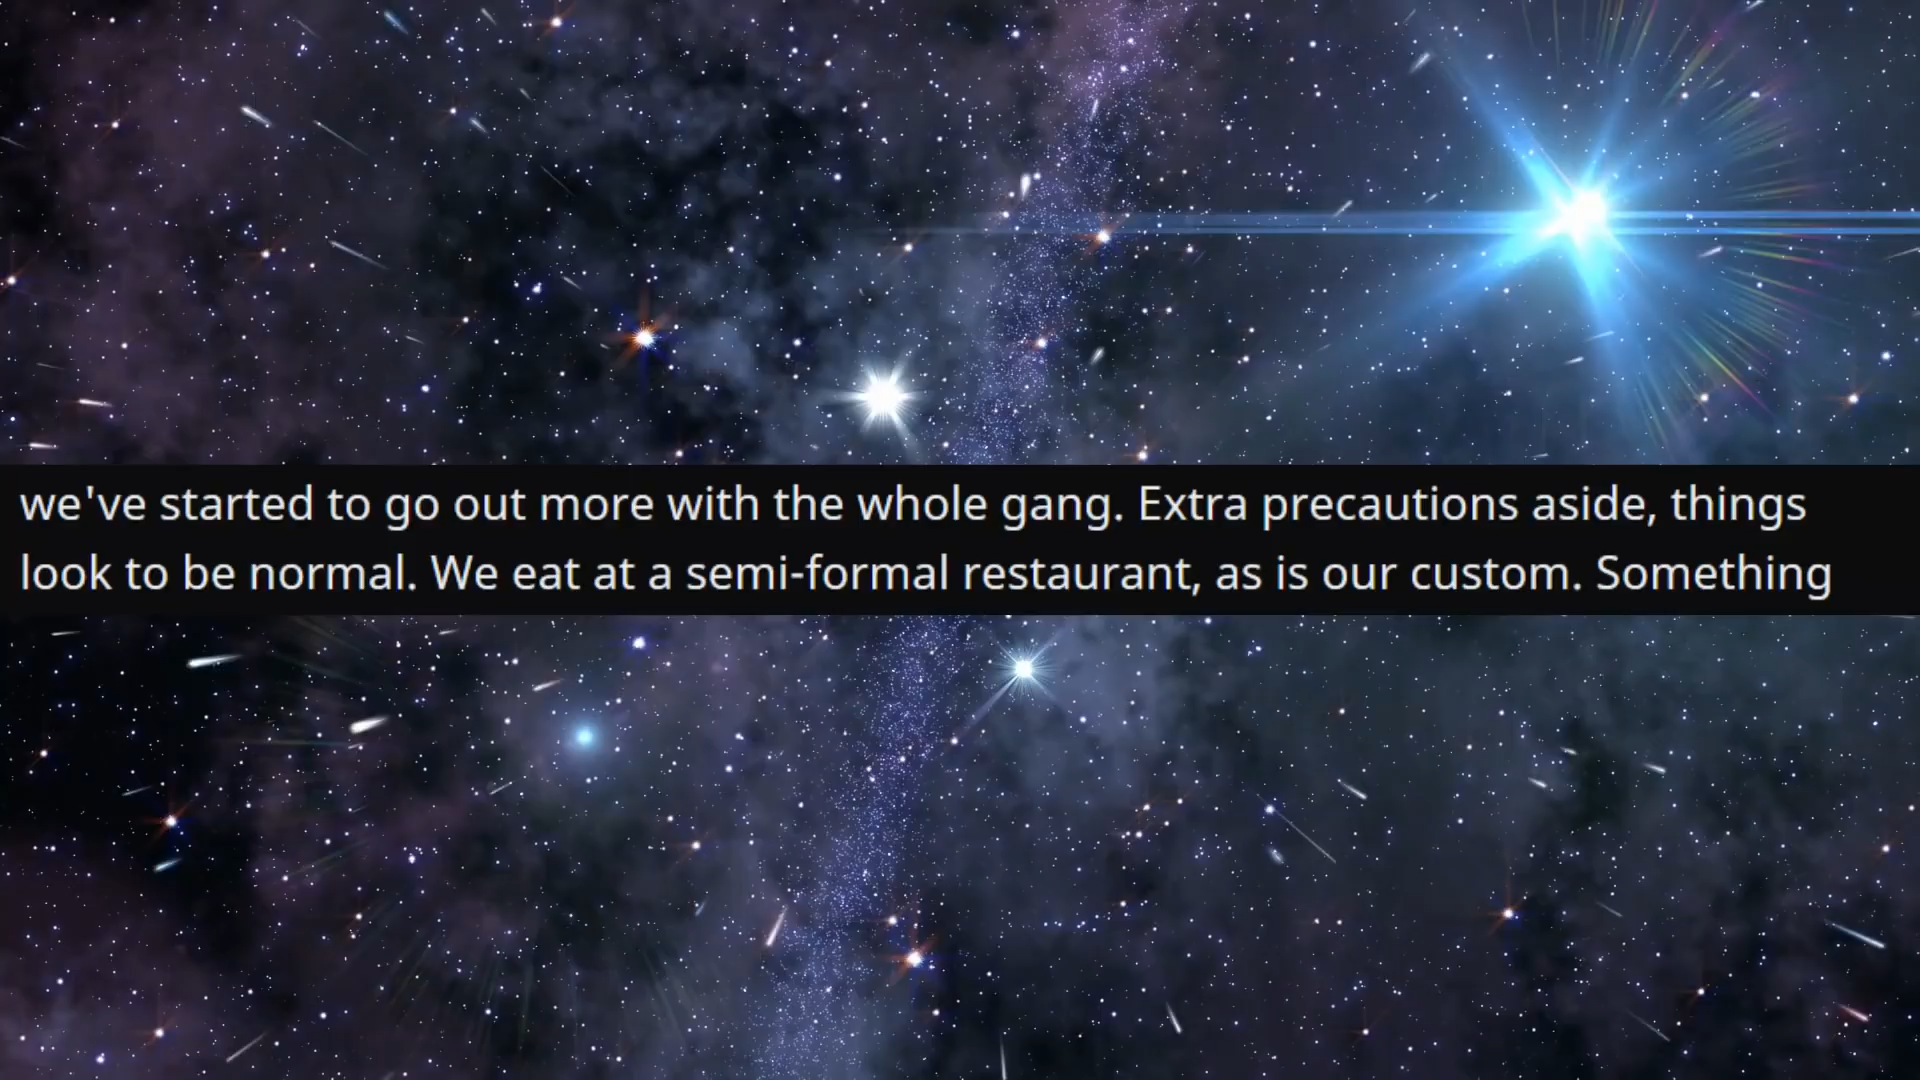 we've started to go out more with the whole gang. Extra precautions aside, things
look to be normal. We eat at a semi-formal restaurant, as is our custom. Something